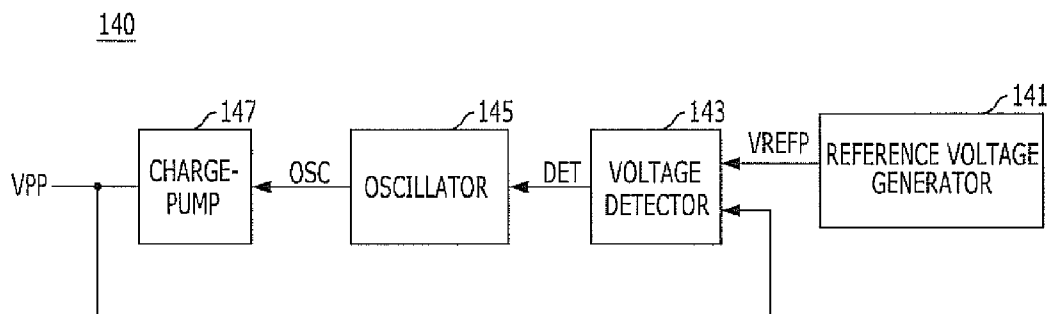 140
147
145
143
141
VPP
CHARGE-
PUMP
OSC
OSCILLATOR
DET
VOLTAGE
DETECTOR
VREFP
REFERENCE VOLTAGE
GENERATOR